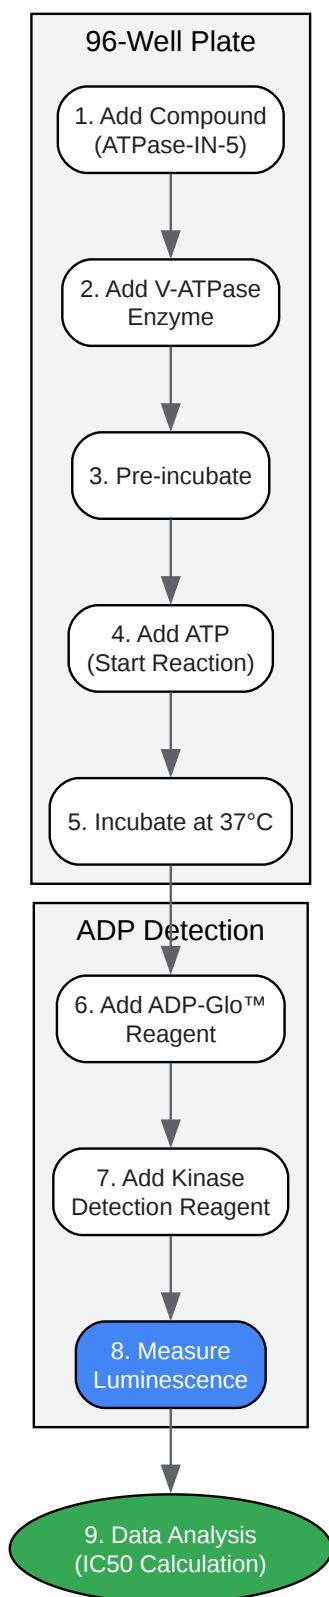 96-Well Plate
1. Add Compound
(ATPase-IN-5)
2. Add V-ATPase
Enzyme
3. Pre-incubate
4. Add ATP
(Start Reaction)
5. Incubate at 37°C
ADP Detection
6. Add ADP-Glo™
Reagent
7. Add Kinase
Detection Reagent
8. Measure
Luminescence
9. Data Analysis
(IC50 Calculation)